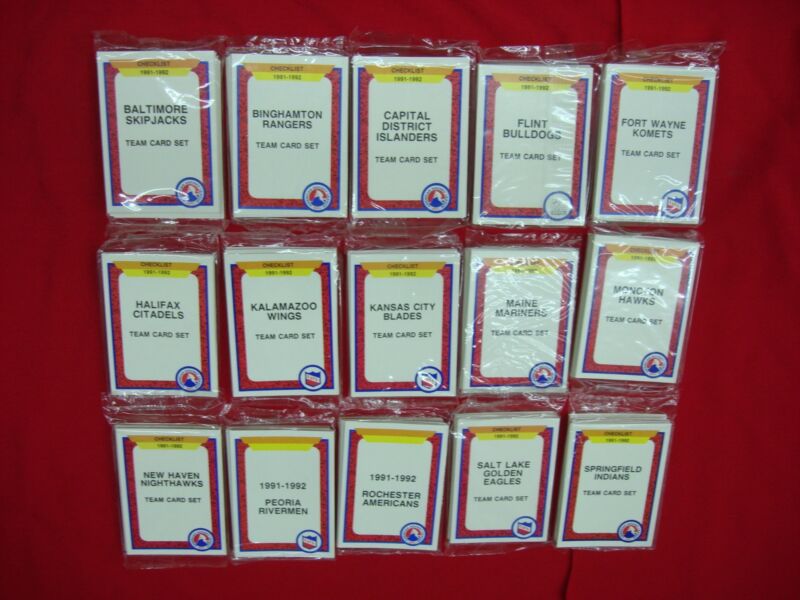 CHECKLIST
1991-1992
BALTIMORE
SKIPJACKS
TEAM CARD SET
CHECKLIST
1991-1992
BINGHAMTON
RANGERS
TEAM CARD SET
CHECKLIST
1991-1992
CAPITAL
DISTRICT
ISLANDERS
TEAM CARD SET
CHECKLIST
1991-1992
FLINT
BULLDOGS
TEAM CARD SET
CHECKLIST
1991-1992
FORT WAYNE
KOMETS
TEAM CARD SET
CHECKLIST
1991-1992
HALIFAX
CITADELS
TEAM CARD SET
CHECKLIST
1991-1992
KALAMAZOO
WINGS
TEAM CARD SET
CHECKLIST
1991-1992
KANSAS CITY
BLADES
TEAM CARD SET
MAINE
MARINERS
TEAM CARD SET
CHECKLIST
1991-1992
MONCTON
HAWKS
TEAM CARD SET
CHECKLIST
1991-1992
NEW HAVEN
NIGHTHAWKS
TEAM CARD SET
1991-1992
PEORIA
RIVERMEN
1991-1992
ROCHESTER
AMERICANS
CHECKLIST
1991-1992
SALT LAKE
GOLDEN
EAGLES
TEAM CARD SET
CHECKLIST
1991-1992
SPRINGFIELD
INDIANS
TEAM CARD SET